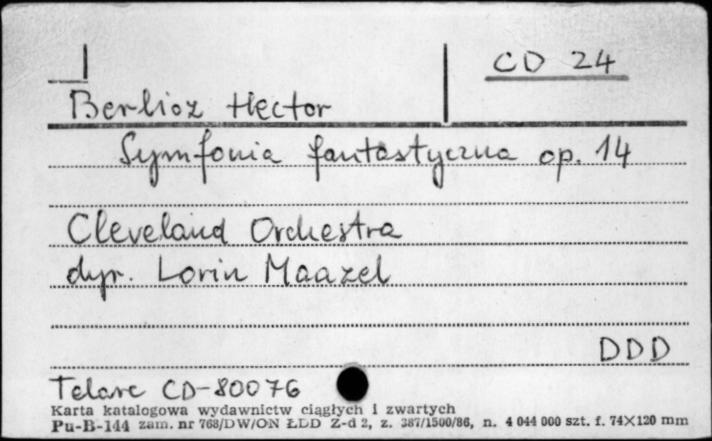 CD 24
Berlioz Hector
Symfonia fantastyczna op. 14
Cleveland Orchestra
dyr. Lorin Maazel
DDD
Telarc CD-80076
Karta katalogowa wydawnictw ciągłych i zwartych
Pu-B-144 zam. nr 768/DW/ON ŁDD Z-d 2, z. 387/1500/86, n. 4 044 000 szt. f. 74×120 mm